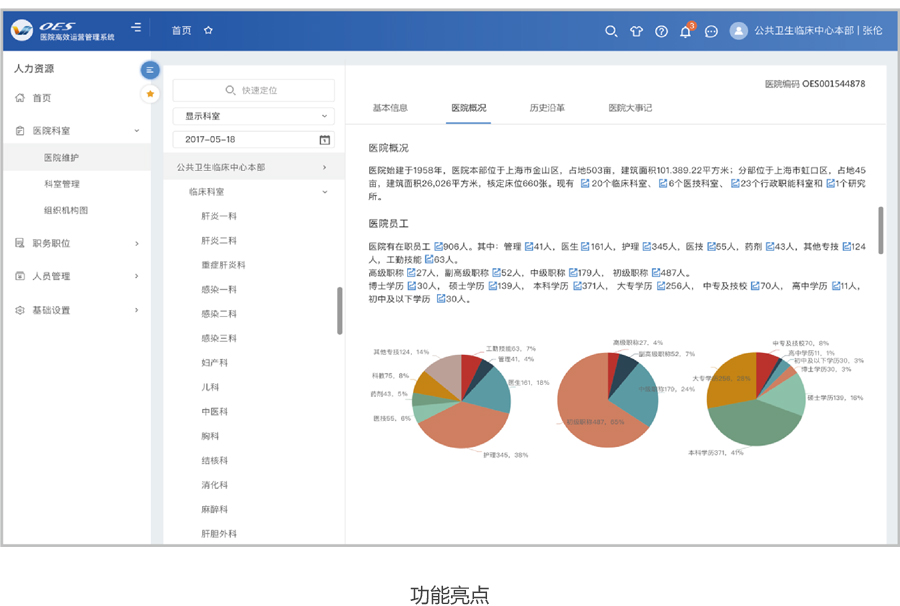 OES
医院高效运营管理系统
首页
3
公共卫生临床中心本部 | 张伦
人力资源
首页
医院科室
医院维护
科室管理
组织机构图
职务职位
人员管理
基础设置
快速定位
显示科室
2017-05-18
公共卫生临床中心本部
临床科室
肝炎一科
肝炎二科
重症肝炎科
感染一科
感染二科
感染三科
妇产科
儿科
中医科
胸科
结核科
消化科
麻醉科
肝胆外科
医院编码 OES001544878
基本信息 医院概况 历史沿革 医院大事记
医院概况
医院始建于1958年，医院本部位于上海市金山区，占地503亩，建筑面积101.389.22平方米；分部位于上海市虹口区，占地45
亩，建筑面积26,026平方米，核定床位660张。现有 20个临床科室、 6个医技科室、 23个行政职能科室和 1个研究
所。
医院员工
医院有在职员工 906人。其中：管理 41人，医生 161人，护理 345人，医技 55人，药剂 43人，其他专技 124
人，工勤技能 63人。
高级职称 27人，副高级职称 52人，中级职称 179人， 初级职称 487人。
博士学历 30人， 硕士学历 139人， 本科学历 371人， 大专学历 256人， 中专及技校 70人， 高中学历 11人，
初中及以下学历 30人。
其他专技124，14%
工勤技能63，7%
管理41，4%
医生161，18%
科教75，8%
药剂43，5%
医技55，6%
护理345，38%
高级职称27，4%
副高级职称52，7%
中级职称179，24%
初级职称487，65%
中专及技校70，8%
高中学历11，1%
初中及以下学历30，3%
博士学历30，3%
大专学历256，28%
硕士学历139，16%
本科学历371，41%
功能亮点